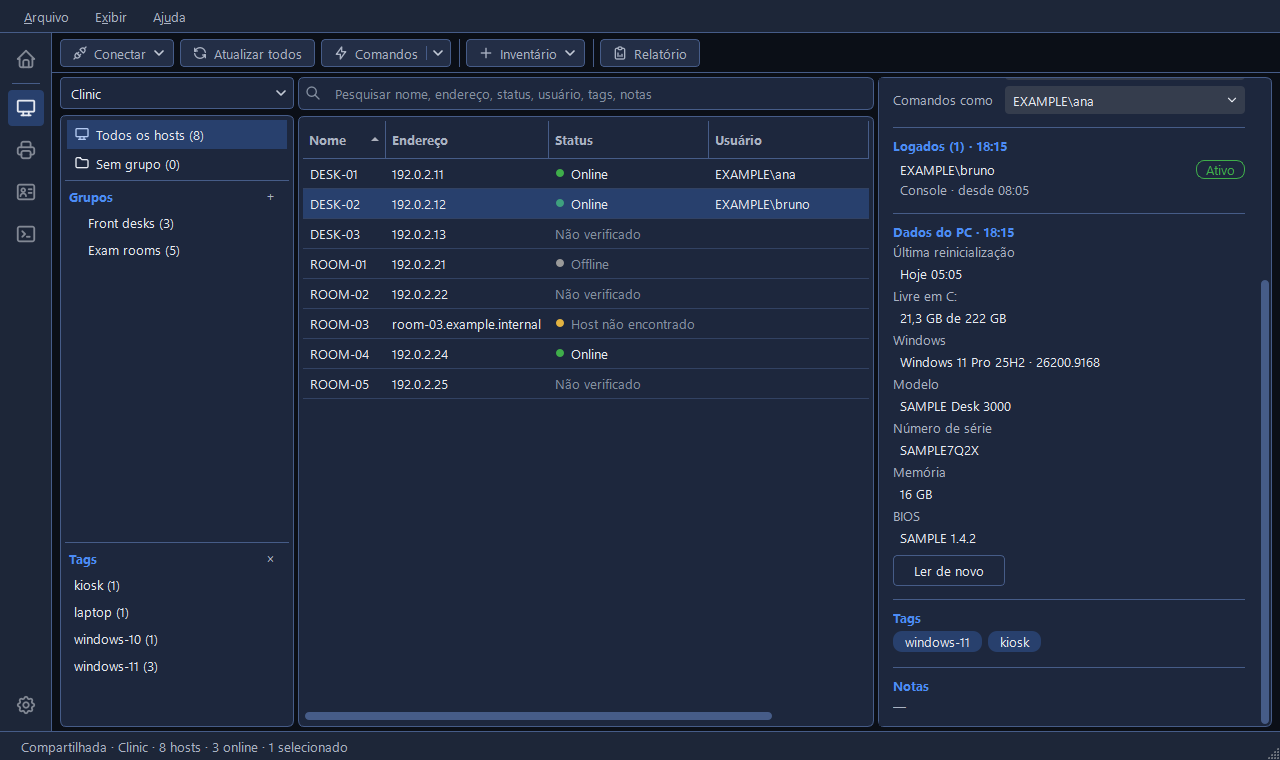 Arquivo Exibir Ajuda
Conectar Atualizar todos Comandos Inventário Relatório
Clinic
Todos os hosts (8)
Sem grupo (0)
Grupos +
Front desks (3)
Exam rooms (5)
Tags ×
kiosk (1)
laptop (1)
windows-10 (1)
windows-11 (3)
Pesquisar nome, endereço, status, usuário, tags, notas
Nome Endereço Status Usuário
DESK-01 192.0.2.11 Online EXAMPLE\ana
DESK-02 192.0.2.12 Online EXAMPLE\bruno
DESK-03 192.0.2.13 Não verificado
ROOM-01 192.0.2.21 Offline
ROOM-02 192.0.2.22 Não verificado
ROOM-03 room-03.example.internal Host não encontrado
ROOM-04 192.0.2.24 Online
ROOM-05 192.0.2.25 Não verificado
Comandos como EXAMPLE\ana
Logados (1) · 18:15
EXAMPLE\bruno Ativo
Console · desde 08:05
Dados do PC · 18:15
Última reinicialização
Hoje 05:05
Livre em C:
21,3 GB de 222 GB
Windows
Windows 11 Pro 25H2 · 26200.9168
Modelo
SAMPLE Desk 3000
Número de série
SAMPLE7Q2X
Memória
16 GB
BIOS
SAMPLE 1.4.2
Ler de novo
Tags
windows-11 kiosk
Notas
—
Compartilhada · Clinic · 8 hosts · 3 online · 1 selecionado